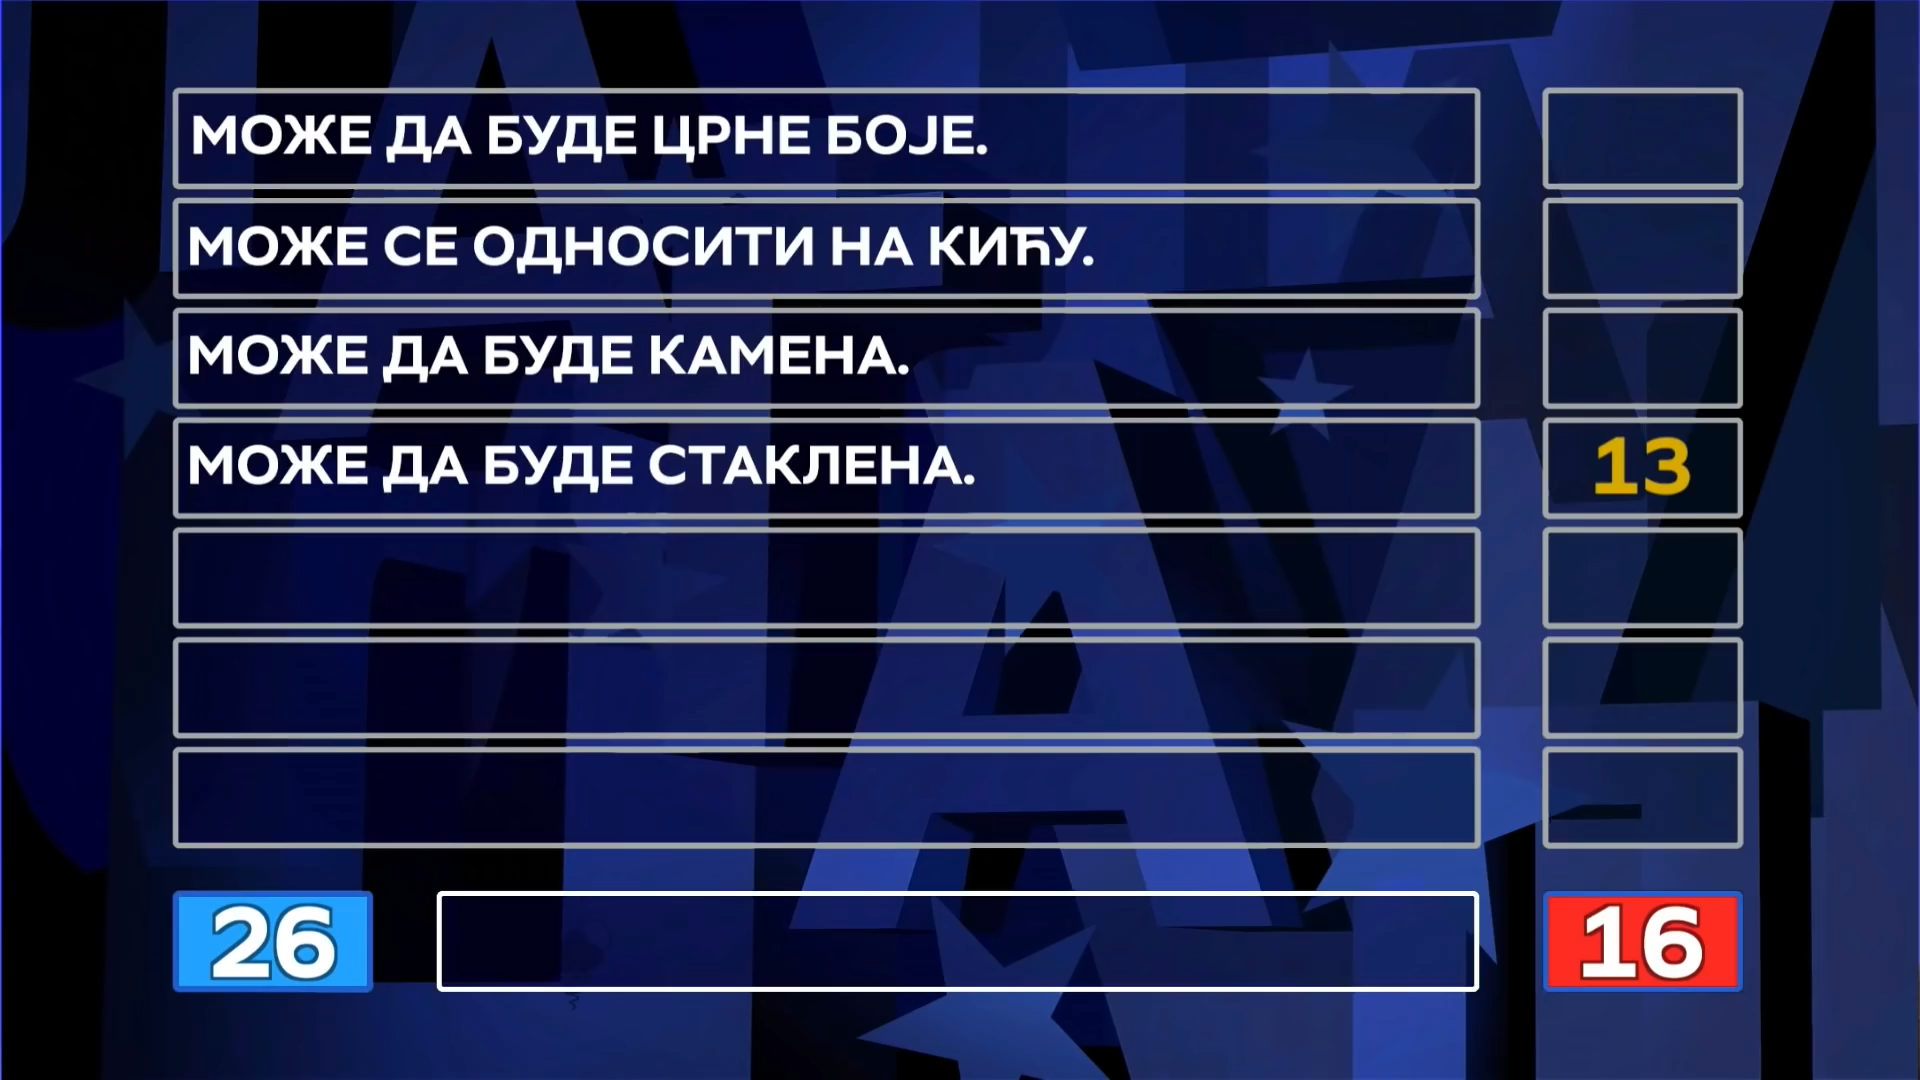 МОЖЕ ДА БУДЕ ЦРНЕ БОЈЕ.
МОЖЕ СЕ ОДНОСИТИ НА КИЋУ.
МОЖЕ ДА БУДЕ КАМЕНА.
МОЖЕ ДА БУДЕ СТАКЛЕНА. 13
26 16